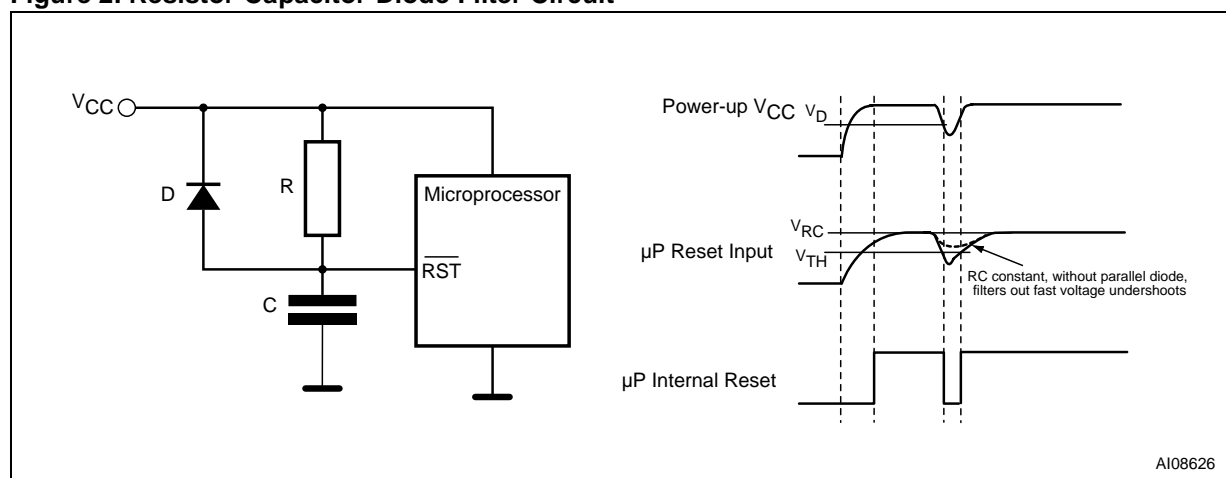 Figure 2. Resistor-Capacitor-Diode Filter Circuit
VCC
D
R
C
Microprocessor
RST
Power-up VCC
VD
µP Reset Input
VRC
VTH
RC constant, without parallel diode,
filters out fast voltage undershoots
µP Internal Reset
AI08626